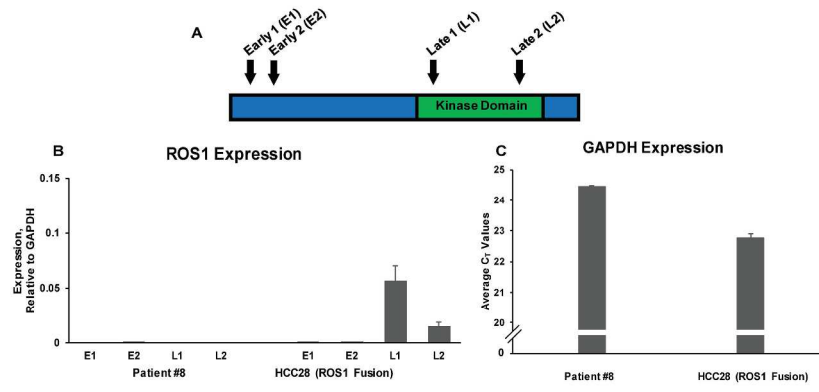 A
Early 1 (E1)
Early 2 (E2)
Late 1 (L1)
Late 2 (L2)
Kinase Domain
B
ROS1 Expression
Expression,
Relative to GAPDH
0.15
0.1
0.05
0
E1 E2 L1 L2 E1 E2 L1 L2
Patient #8 HCC28 (ROS1 Fusion)
C
GAPDH Expression
Average CT Values
25
24
23
22
21
20
0
Patient #8 HCC28 (ROS1 Fusion)